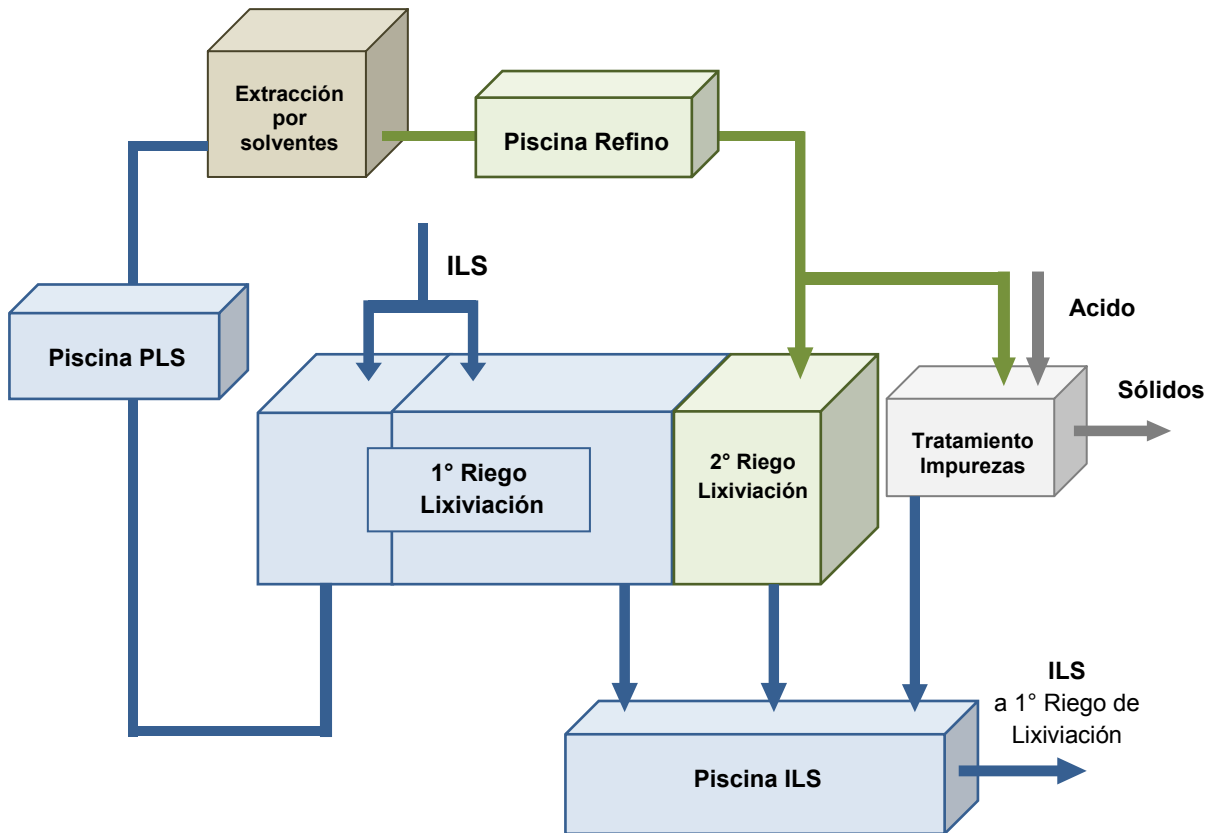 Extracción
por
solventes
Piscina Refino
ILS
Acido
Piscina PLS
Sólidos
1° Riego
Lixiviación
2° Riego
Lixiviación
Tratamiento
Impurezas
ILS
a 1° Riego de
Lixiviación
Piscina ILS